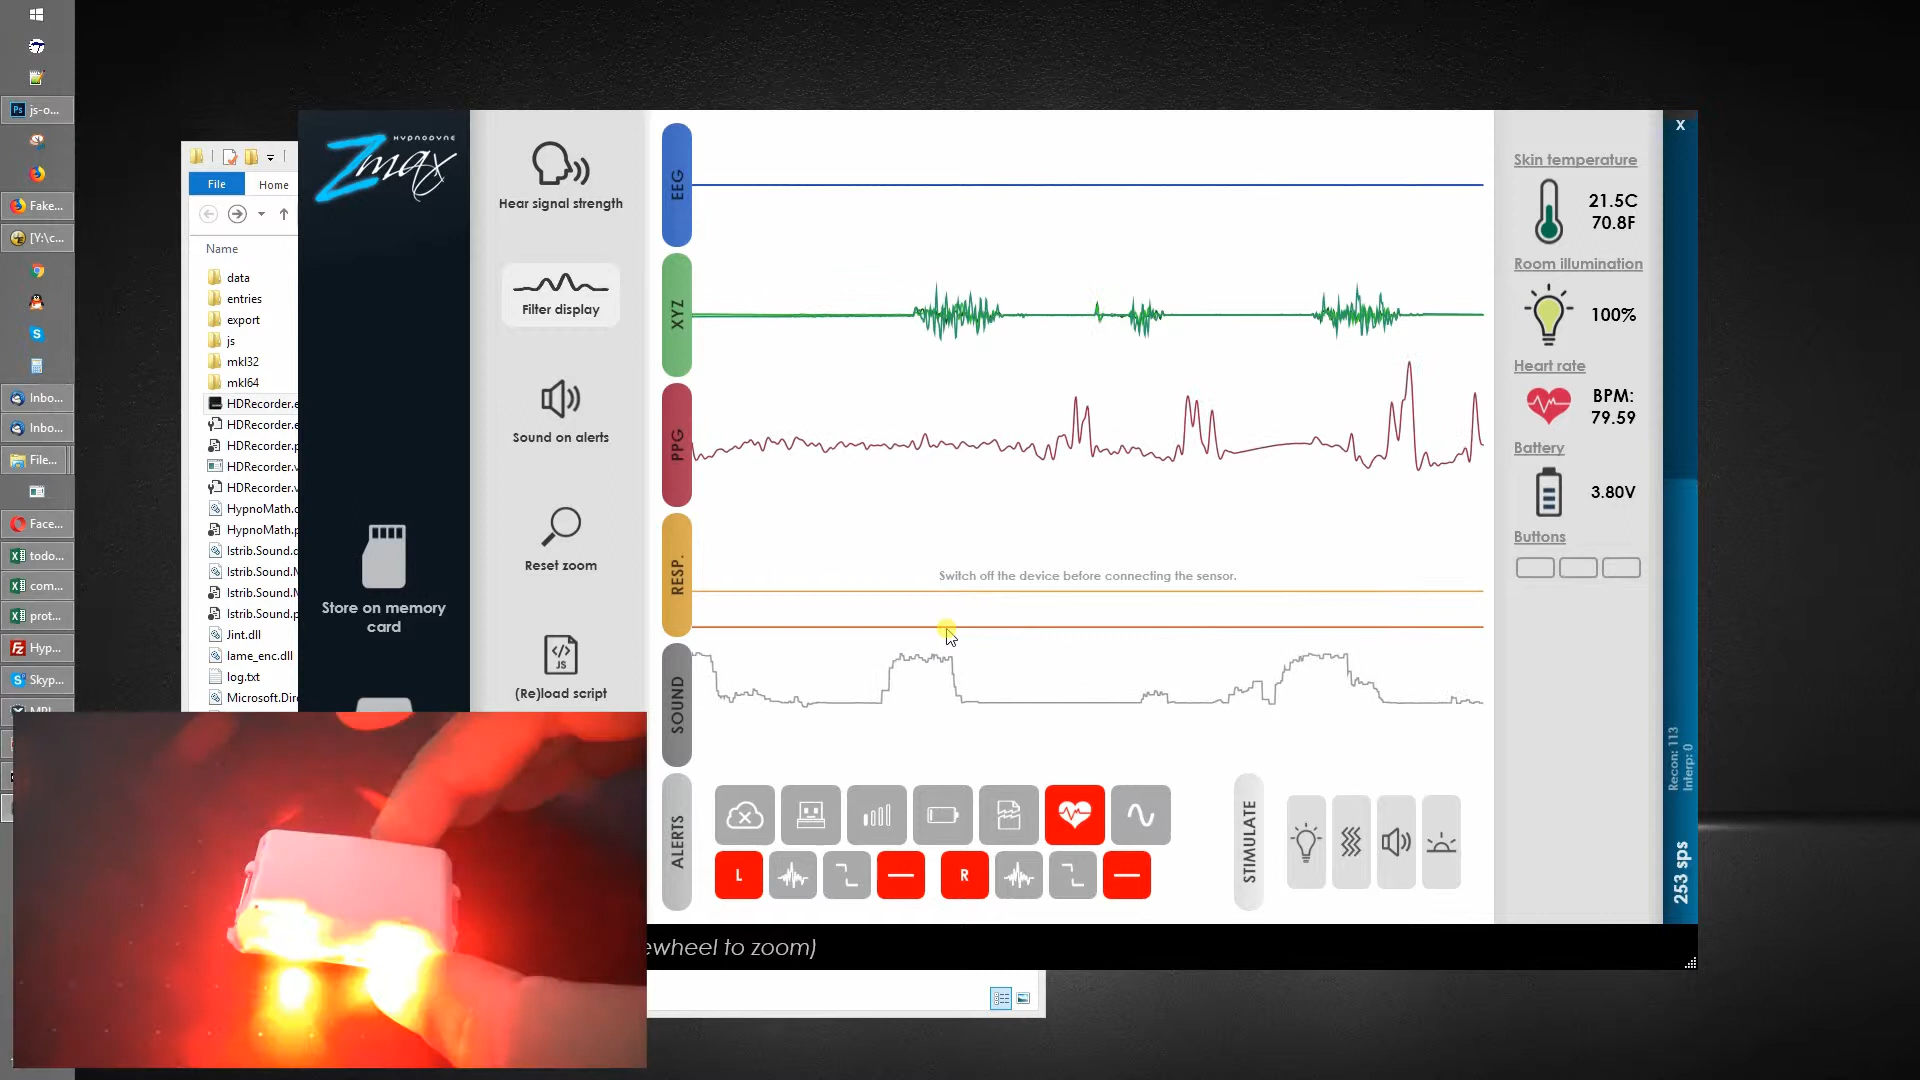 js-o...
Fake...
[Y:\c...
Inbo...
Inbo...
File...
Face...
todo...
com...
prot...
Hyp...
Skyp...
File
Home
Name
data
entries
export
js
mkl32
mkl64
HDRecorder.e
HDRecorder.e
HDRecorder.p
HDRecorder.v
HDRecorder.v
HypnoMath.d
HypnoMath.p
Istrib.Sound.d
Istrib.Sound.M
Istrib.Sound.M
Istrib.Sound.p
Jint.dll
lame_enc.dll
log.txt
Microsoft.Dire
HYPNODYNE
Zmax
Store on memory
card
Hear signal strength
Filter display
Sound on alerts
Reset zoom
JS
(Re)load script
EEG
XYZ
PPG
RESP.
Switch off the device before connecting the sensor.
SOUND
ALERTS
L
R
STIMULATE
X
Skin temperature
21.5C
70.8F
Room illumination
100%
Heart rate
BPM:
79.59
Battery
3.80V
Buttons
Recon: 113
Interp: 0
253 sps
ewheel to zoom)